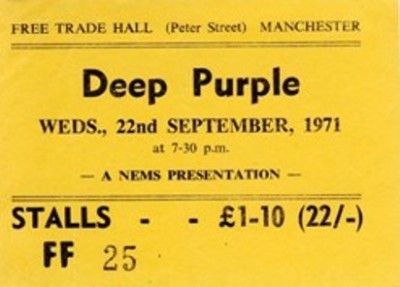 FREE TRADE HALL (Peter Street) MANCHESTER
Deep Purple
WEDS., 22nd SEPTEMBER, 1971
at 7-30 p.m.
— A NEMS PRESENTATION —
STALLS - - £1-10 (22/-)
FF 25